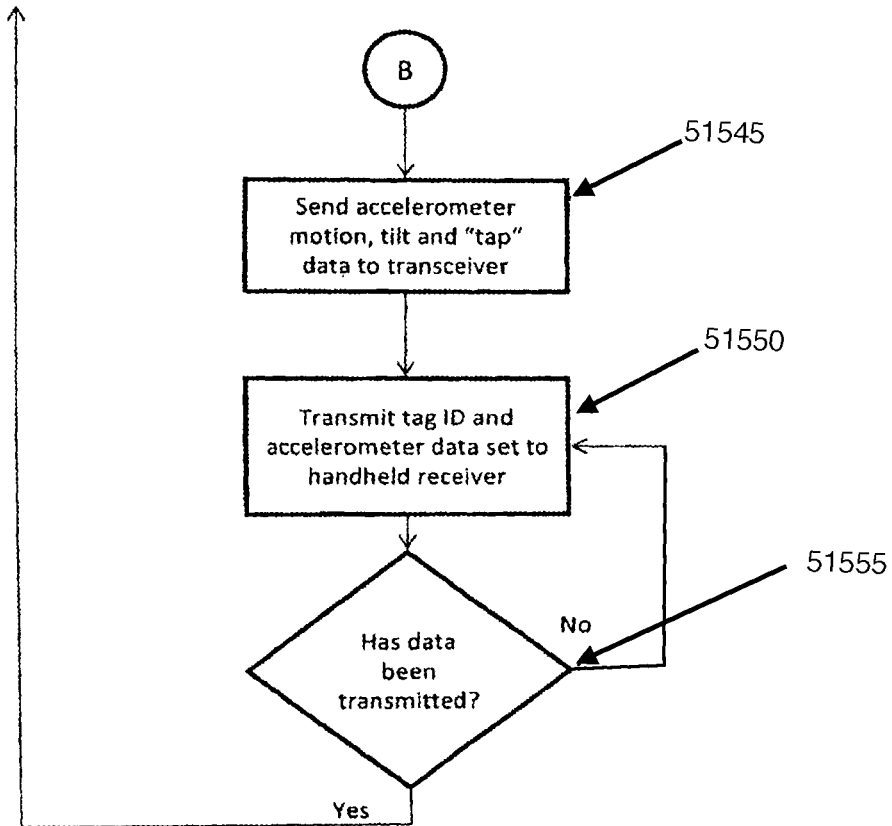 B
51545
Send accelerometer
motion, tilt and “tap”
data to transceiver
51550
Transmit tag ID and
accelerometer data set to
handheld receiver
51555
No
Has data
been
transmitted?
Yes